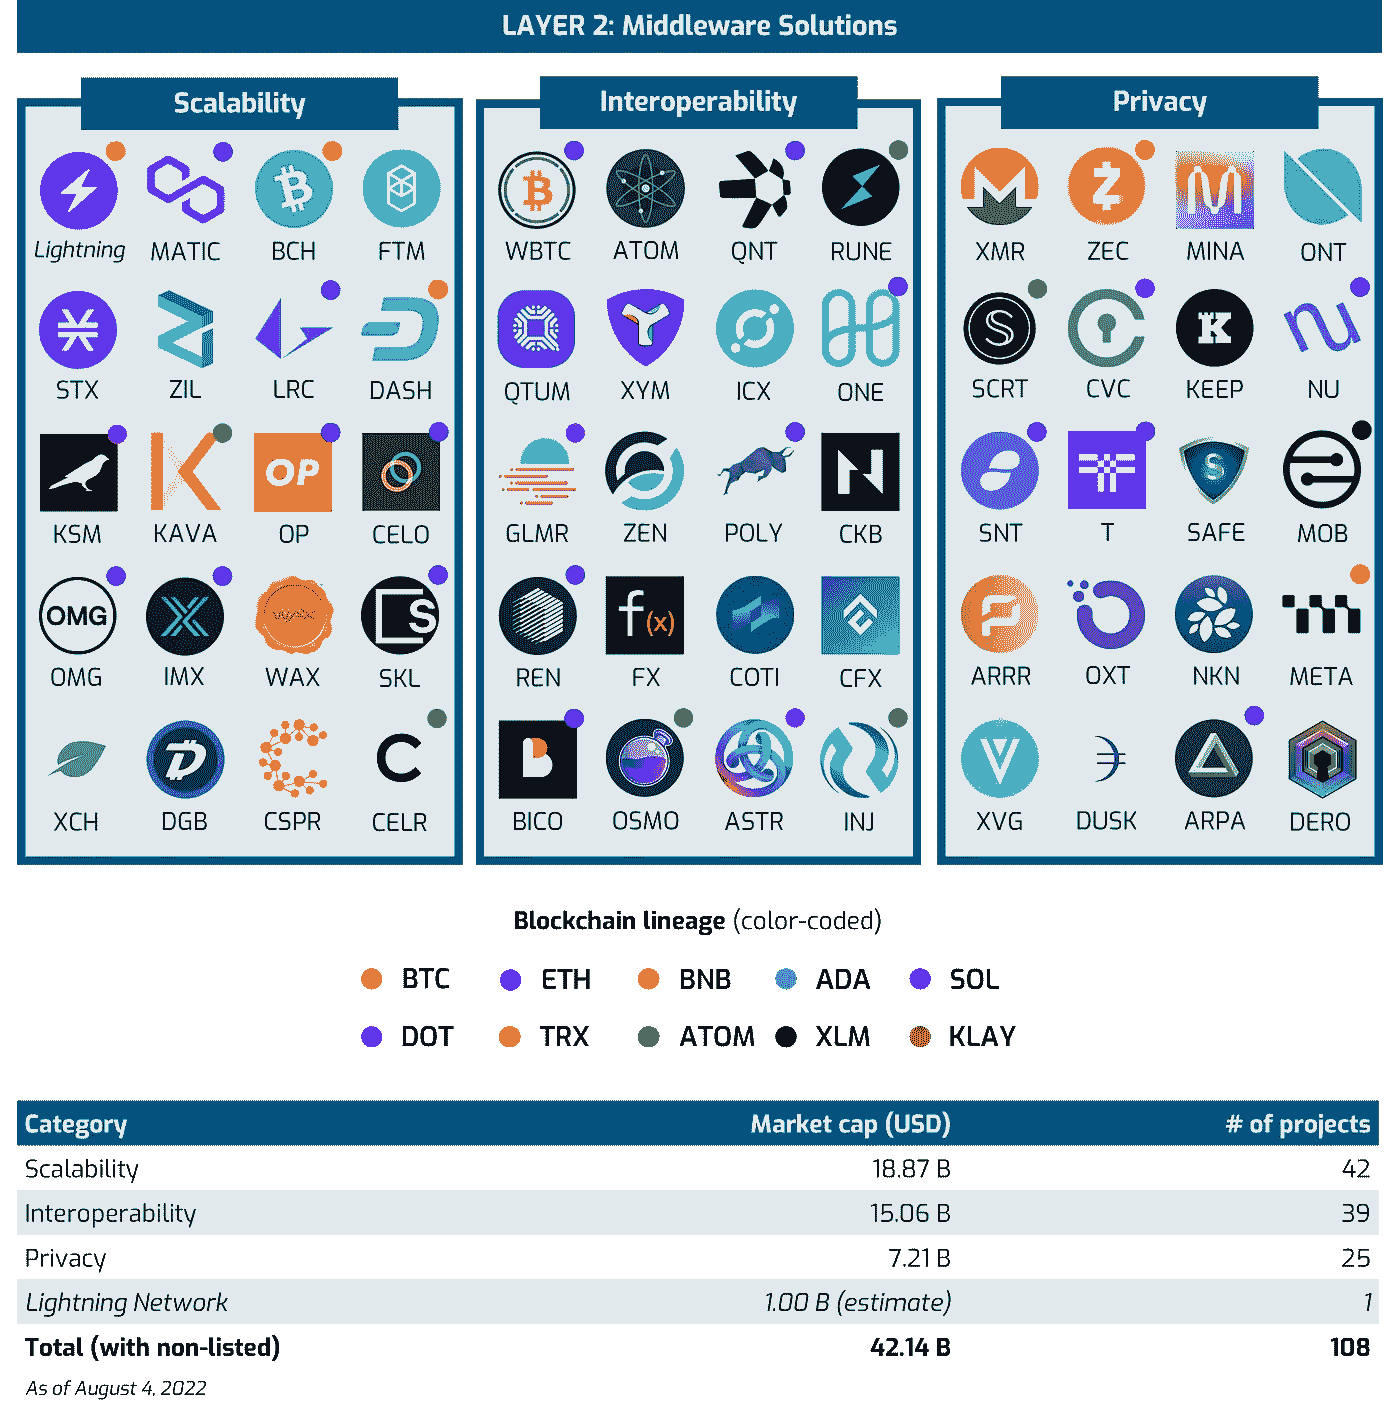 LAYER 2: Middleware Solutions
Scalability
Interoperability
Privacy
Lightning MATIC BCH FTM
WBTC ATOM QNT RUNE
XMR ZEC MINA ONT
STX ZIL LRC DASH
QTUM XYM ICX ONE
SCRT CVC KEEP NU
OP
KSM KAVA OP CELO
GLMR ZEN POLY CKB
SNT T SAFE MOB
OMG
WAX
f(x)
OMG IMX WAX SKL
REN FX COTI CFX
ARRR OXT NKN META
XCH DGB CSPR CELR
BICO OSMO ASTR INJ
XVG DUSK ARPA DERO
Blockchain lineage (color-coded)
BTC ETH BNB ADA SOL
DOT TRX ATOM XLM KLAY
Category Market cap (USD) # of projects
Scalability 18.87 B 42
Interoperability 15.06 B 39
Privacy 7.21 B 25
Lightning Network 1.00 B (estimate) 1
Total (with non-listed) 42.14 B 108
As of August 4, 2022